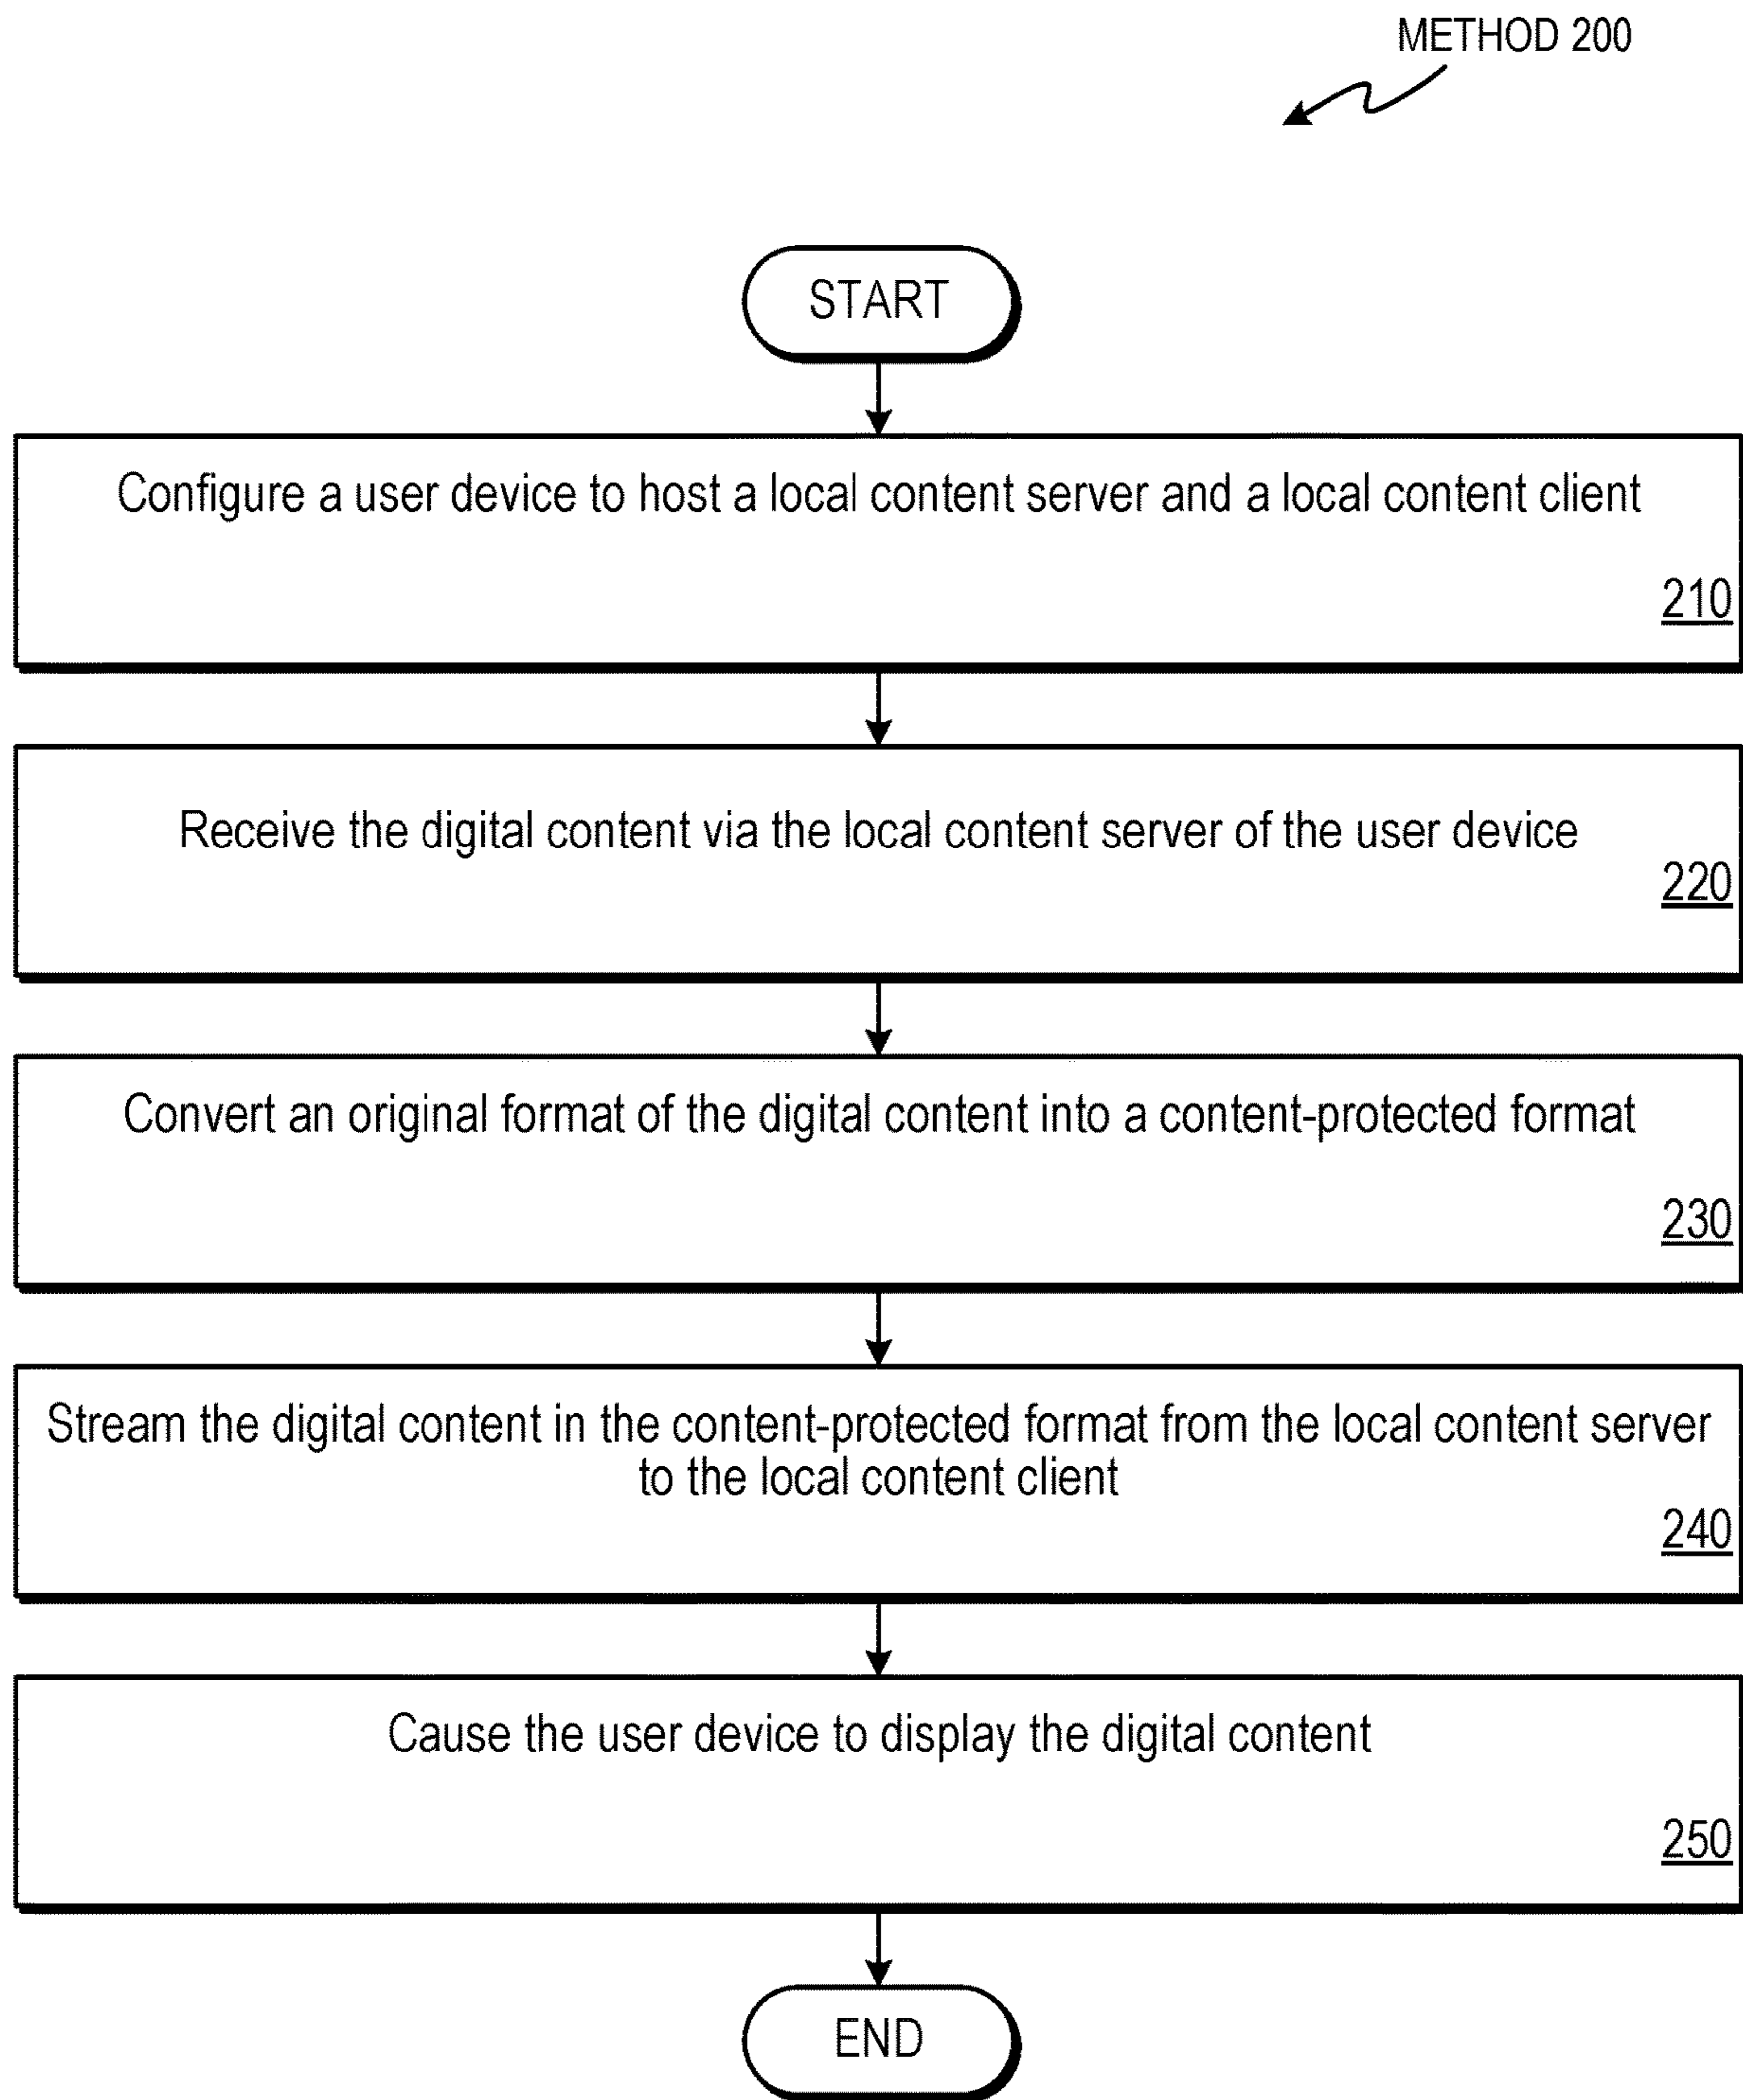 METHOD 200
START
Configure a user device to host a local content server and a local content client
210
Receive the digital content via the local content server of the user device
220
Convert an original format of the digital content into a content-protected format
230
Stream the digital content in the content-protected format from the local content server
to the local content client
240
Cause the user device to display the digital content
250
END